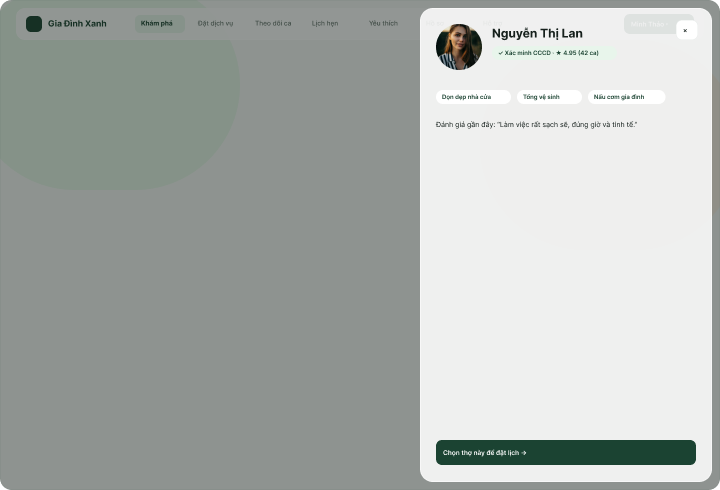 Gia Đình Xanh
Khám phá
Đặt dịch vụ
Theo dõi ca
Lịch hẹn
Yêu thích
Nguyễn Thị Lan
×
✓ Xác minh CCCD · ★ 4.95 (42 ca)
Dọn dẹp nhà cửa
Tổng vệ sinh
Nấu cơm gia đình
Đánh giá gần đây: "Làm việc rất sạch sẽ, đúng giờ và tinh tế."
Chọn thợ này để đặt lịch →